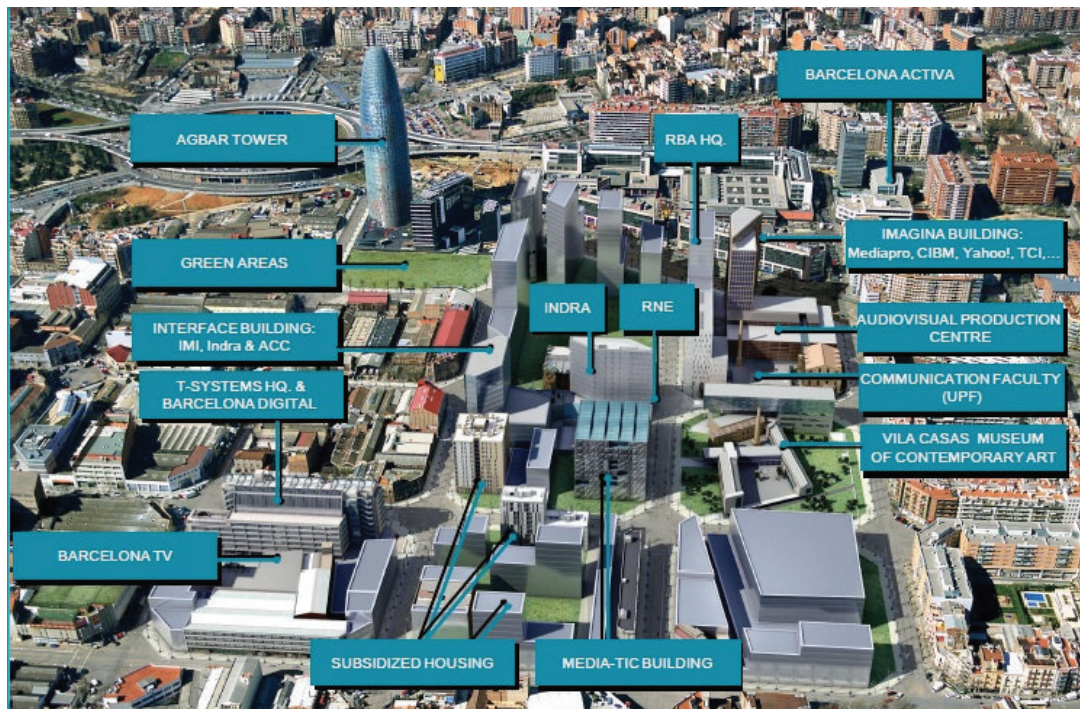 BARCELONA ACTIVA
AGBAR TOWER
RBA HQ.
IMAGINA BUILDING:
Mediapro, CIBM, Yahoo!, TCI,...
GREEN AREAS
INDRA
RNE
INTERFACE BUILDING:
IMI, Indra & ACC
AUDIOVISUAL PRODUCTION
CENTRE
T-SYSTEMS HQ. &
BARCELONA DIGITAL
COMMUNICATION FACULTY
(UPF)
VILA CASAS MUSEUM
OF CONTEMPORARY ART
BARCELONA TV
SUBSIDIZED HOUSING
MEDIA-TIC BUILDING